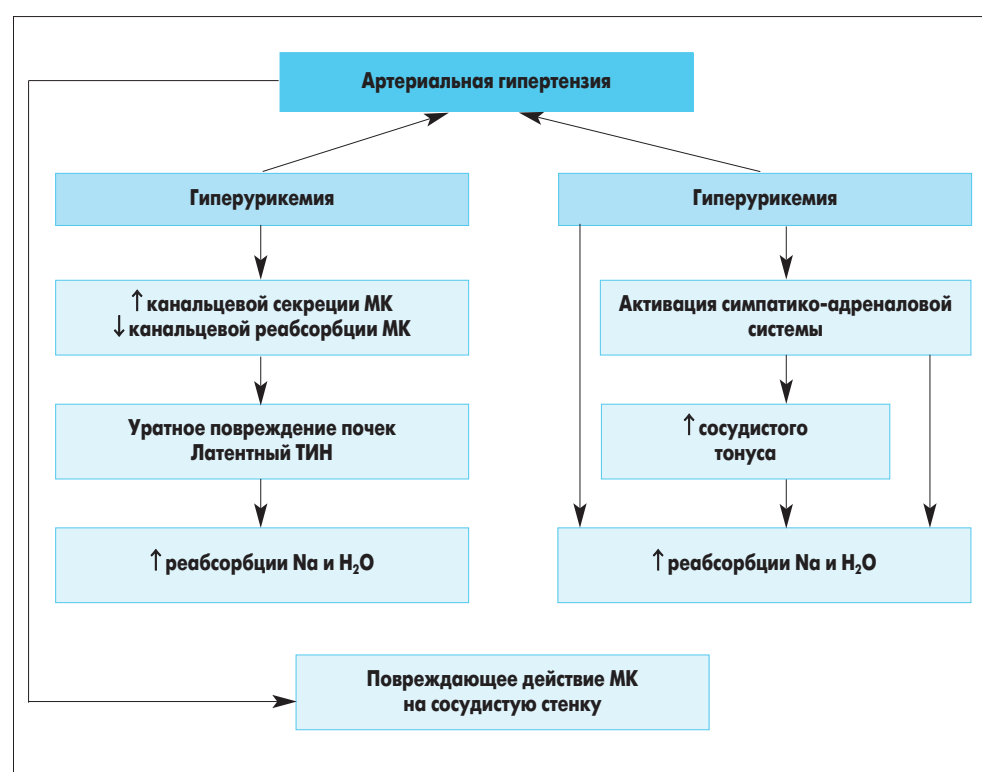 Артериальная гипертензия
Гиперурикемия
↑ канальцевой секреции МК
↓ канальцевой реабсорбции МК
Уратное повреждение почек
Латентный ТИН
↑ реабсорбции Na и H₂O
Гиперурикемия
Активация симпатико-адреналовой
системы
↑ сосудистого
тонуса
↑ реабсорбции Na и H₂O
Повреждающее действие МК
на сосудистую стенку